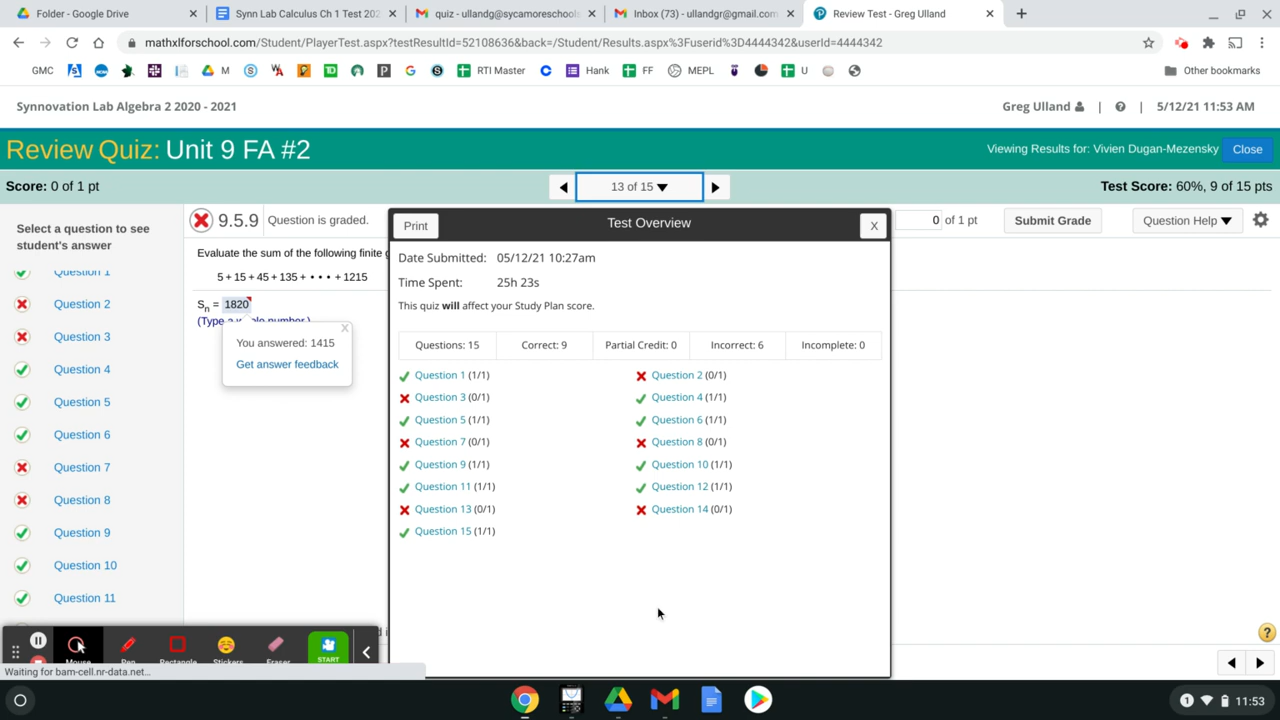 Folder - Google Drive
Synn Lab Calculus Ch 1 Test 202
quiz - ullandg@sycamoreschools
Inbox (73) - ullandgr@gmail.com
Review Test - Greg Ulland
mathxlforschool.com/Student/PlayerTest.aspx?testResultId=52108636&back=/Student/Results.aspx%3Fuserid%3D4444342&userId=4444342
GMC M RTI Master Hank FF MEPL U Other bookmarks
Synnovation Lab Algebra 2 2020 - 2021
Greg Ulland | | 5/12/21 11:53 AM
Review Quiz: Unit 9 FA #2
Viewing Results for: Vivien Dugan-Mezensky Close
Score: 0 of 1 pt
13 of 15
Test Score: 60%, 9 of 15 pts
Select a question to see
student's answer
Question 1
Question 2
Question 3
Question 4
Question 5
Question 6
Question 7
Question 8
Question 9
Question 10
Question 11
9.5.9 Question is graded.
0 of 1 pt Submit Grade Question Help
Evaluate the sum of the following finite
5 + 15 + 45 + 135 + • • • + 1215
Sn = 1820
(Type a whole number.)
X
You answered: 1415
Get answer feedback
Print Test Overview X
Date Submitted: 05/12/21 10:27am
Time Spent: 25h 23s
This quiz will affect your Study Plan score.
Questions: 15 Correct: 9 Partial Credit: 0 Incorrect: 6 Incomplete: 0
Question 1 (1/1) Question 2 (0/1)
Question 3 (0/1) Question 4 (1/1)
Question 5 (1/1) Question 6 (1/1)
Question 7 (0/1) Question 8 (0/1)
Question 9 (1/1) Question 10 (1/1)
Question 11 (1/1) Question 12 (1/1)
Question 13 (0/1) Question 14 (0/1)
Question 15 (1/1)
Mouse Pen Rectangle Stickers Eraser START
Waiting for bam-cell.nr-data.net...
1 11:53